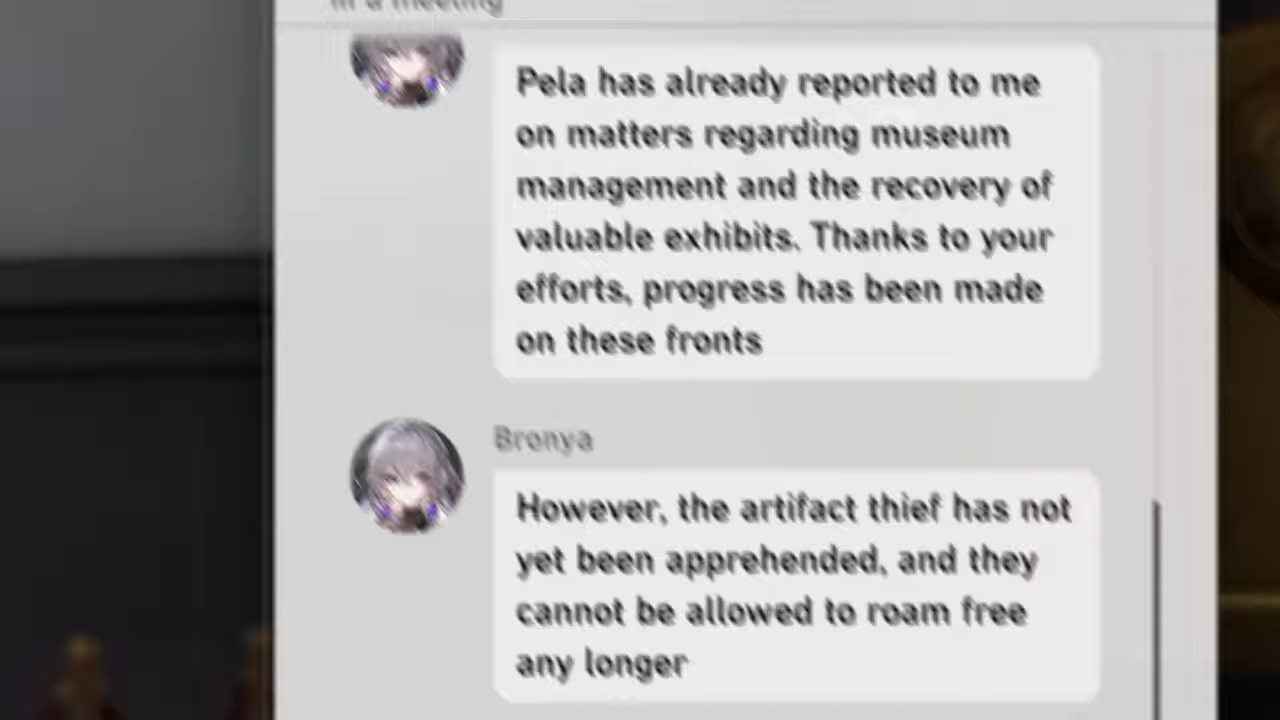 in a meeting
Pela has already reported to me
on matters regarding museum
management and the recovery of
valuable exhibits. Thanks to your
efforts, progress has been made
on these fronts
Bronya
However, the artifact thief has not
yet been apprehended, and they
cannot be allowed to roam free
any longer